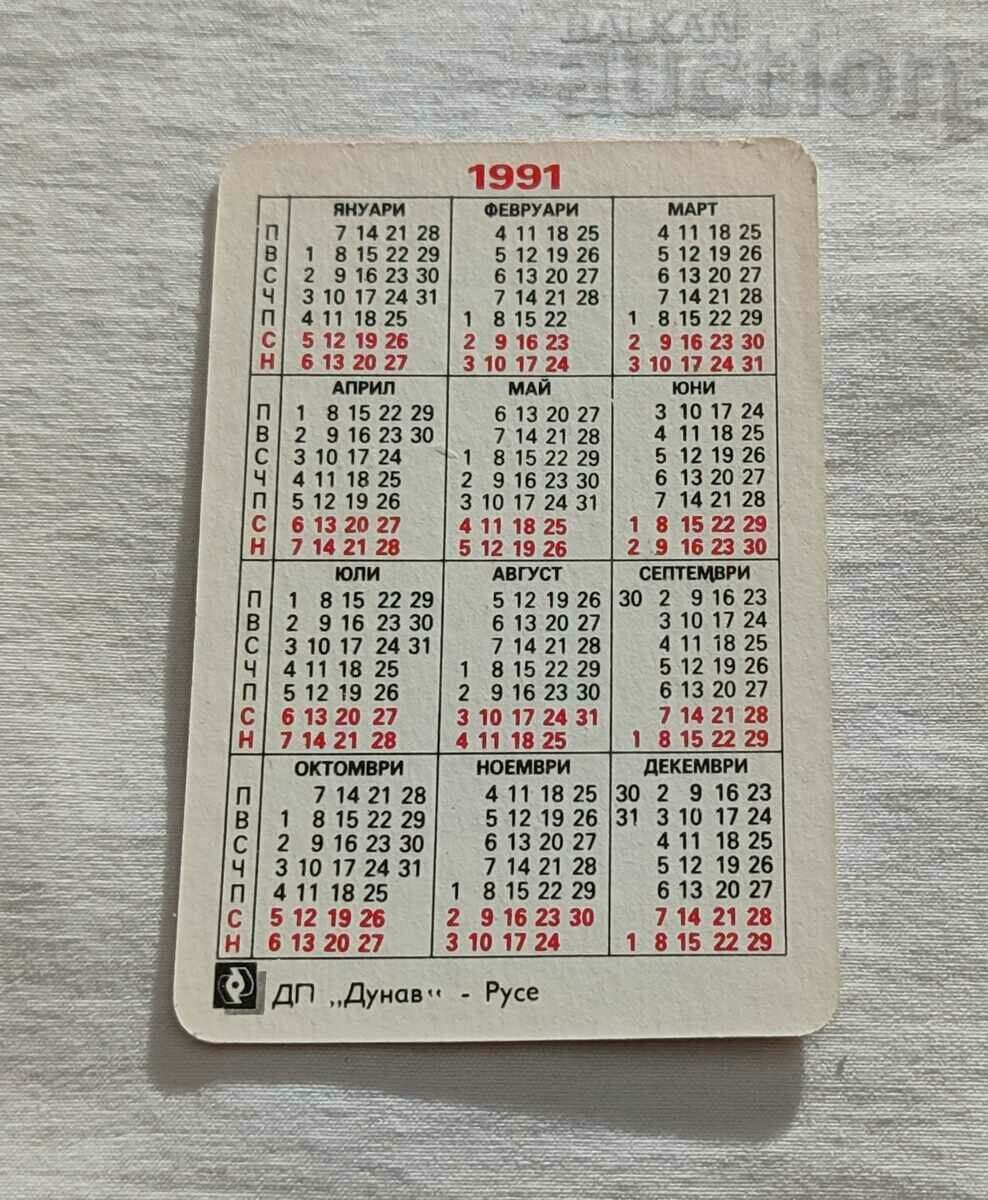 BALKAN
1991
ЯНУАРИ ФЕВРУАРИ МАРТ
П 7 14 21 28 4 11 18 25 4 11 18 25
В 1 8 15 22 29 5 12 19 26 5 12 19 26
С 2 9 16 23 30 6 13 20 27 6 13 20 27
Ч 3 10 17 24 31 7 14 21 28 7 14 21 28
П 4 11 18 25 1 8 15 22 1 8 15 22 29
С 5 12 19 26 2 9 16 23 2 9 16 23 30
Н 6 13 20 27 3 10 17 24 3 10 17 24 31
АПРИЛ МАЙ ЮНИ
П 1 8 15 22 29 6 13 20 27 3 10 17 24
В 2 9 16 23 30 7 14 21 28 4 11 18 25
С 3 10 17 24 1 8 15 22 29 5 12 19 26
Ч 4 11 18 25 2 9 16 23 30 6 13 20 27
П 5 12 19 26 3 10 17 24 31 7 14 21 28
С 6 13 20 27 4 11 18 25 1 8 15 22 29
Н 7 14 21 28 5 12 19 26 2 9 16 23 30
ЮЛИ АВГУСТ СЕПТЕМВРИ
П 1 8 15 22 29 5 12 19 26 30 2 9 16 23
В 2 9 16 23 30 6 13 20 27 3 10 17 24
С 3 10 17 24 31 7 14 21 28 4 11 18 25
Ч 4 11 18 25 1 8 15 22 29 5 12 19 26
П 5 12 19 26 2 9 16 23 30 6 13 20 27
С 6 13 20 27 3 10 17 24 31 7 14 21 28
Н 7 14 21 28 4 11 18 25 1 8 15 22 29
ОКТОМВРИ НОЕМВРИ ДЕКЕМВРИ
П 7 14 21 28 4 11 18 25 30 2 9 16 23
В 1 8 15 22 29 5 12 19 26 31 3 10 17 24
С 2 9 16 23 30 6 13 20 27 4 11 18 25
Ч 3 10 17 24 31 7 14 21 28 5 12 19 26
П 4 11 18 25 1 8 15 22 29 6 13 20 27
С 5 12 19 26 2 9 16 23 30 7 14 21 28
Н 6 13 20 27 3 10 17 24 1 8 15 22 29
ДП „Дунав“ - Русе